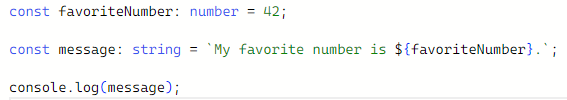 const favoriteNumber: number = 42;
const message: string = `My favorite number is ${favoriteNumber}.`;
console.log(message);